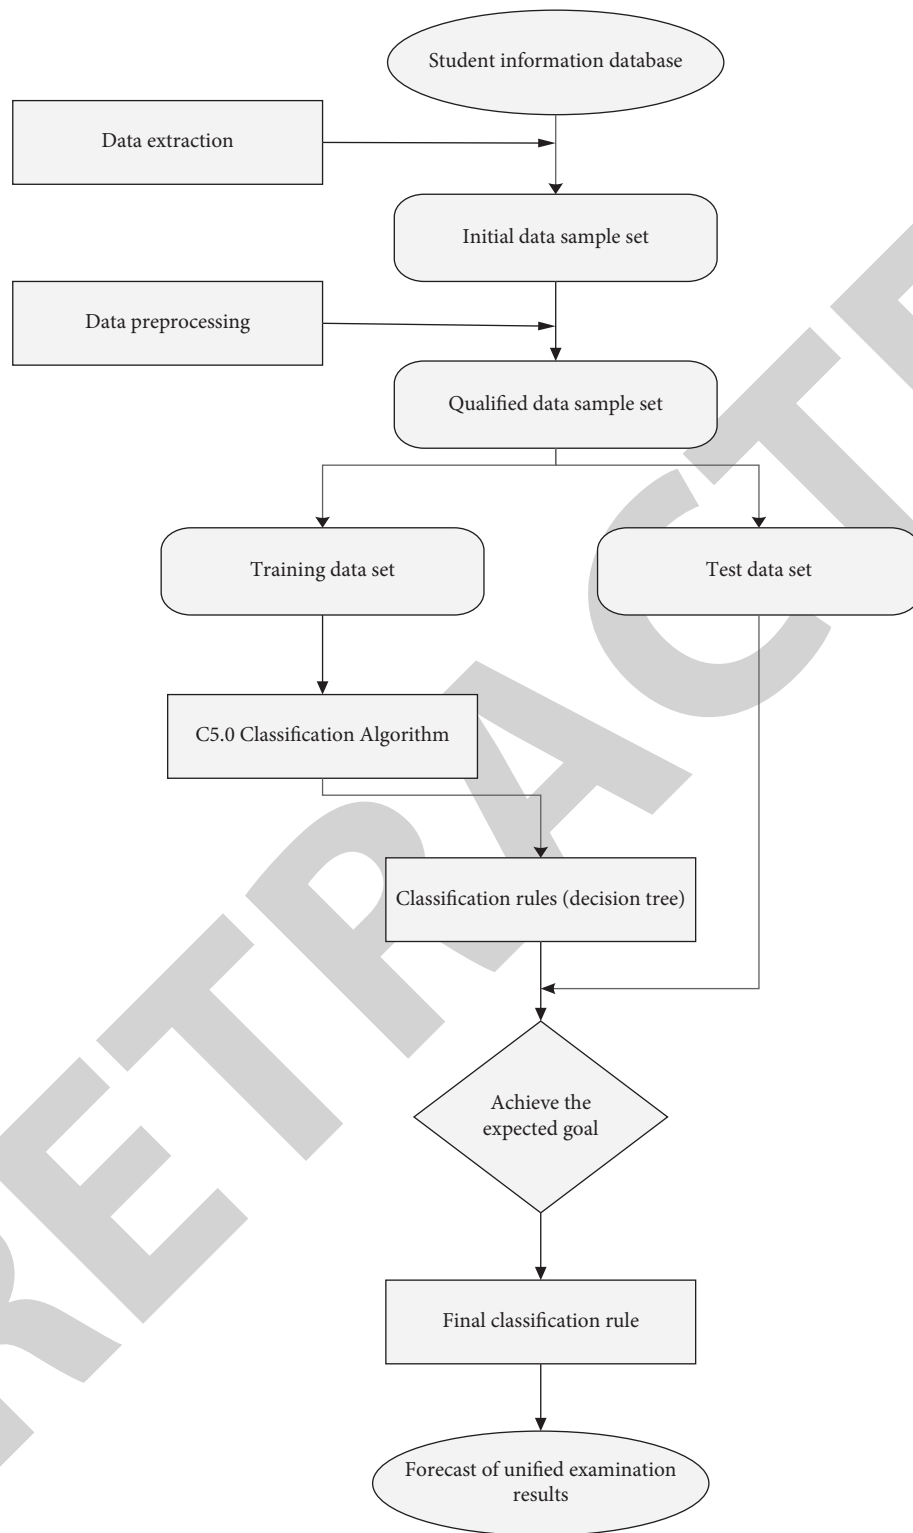 Student information database
Data extraction
Initial data sample set
Data preprocessing
Qualified data sample set
Training data set
Test data set
C5.0 Classification Algorithm
Classification rules (decision tree)
Achieve the
expected goal
Final classification rule
Forecast of unified examination
results
RETRACTE